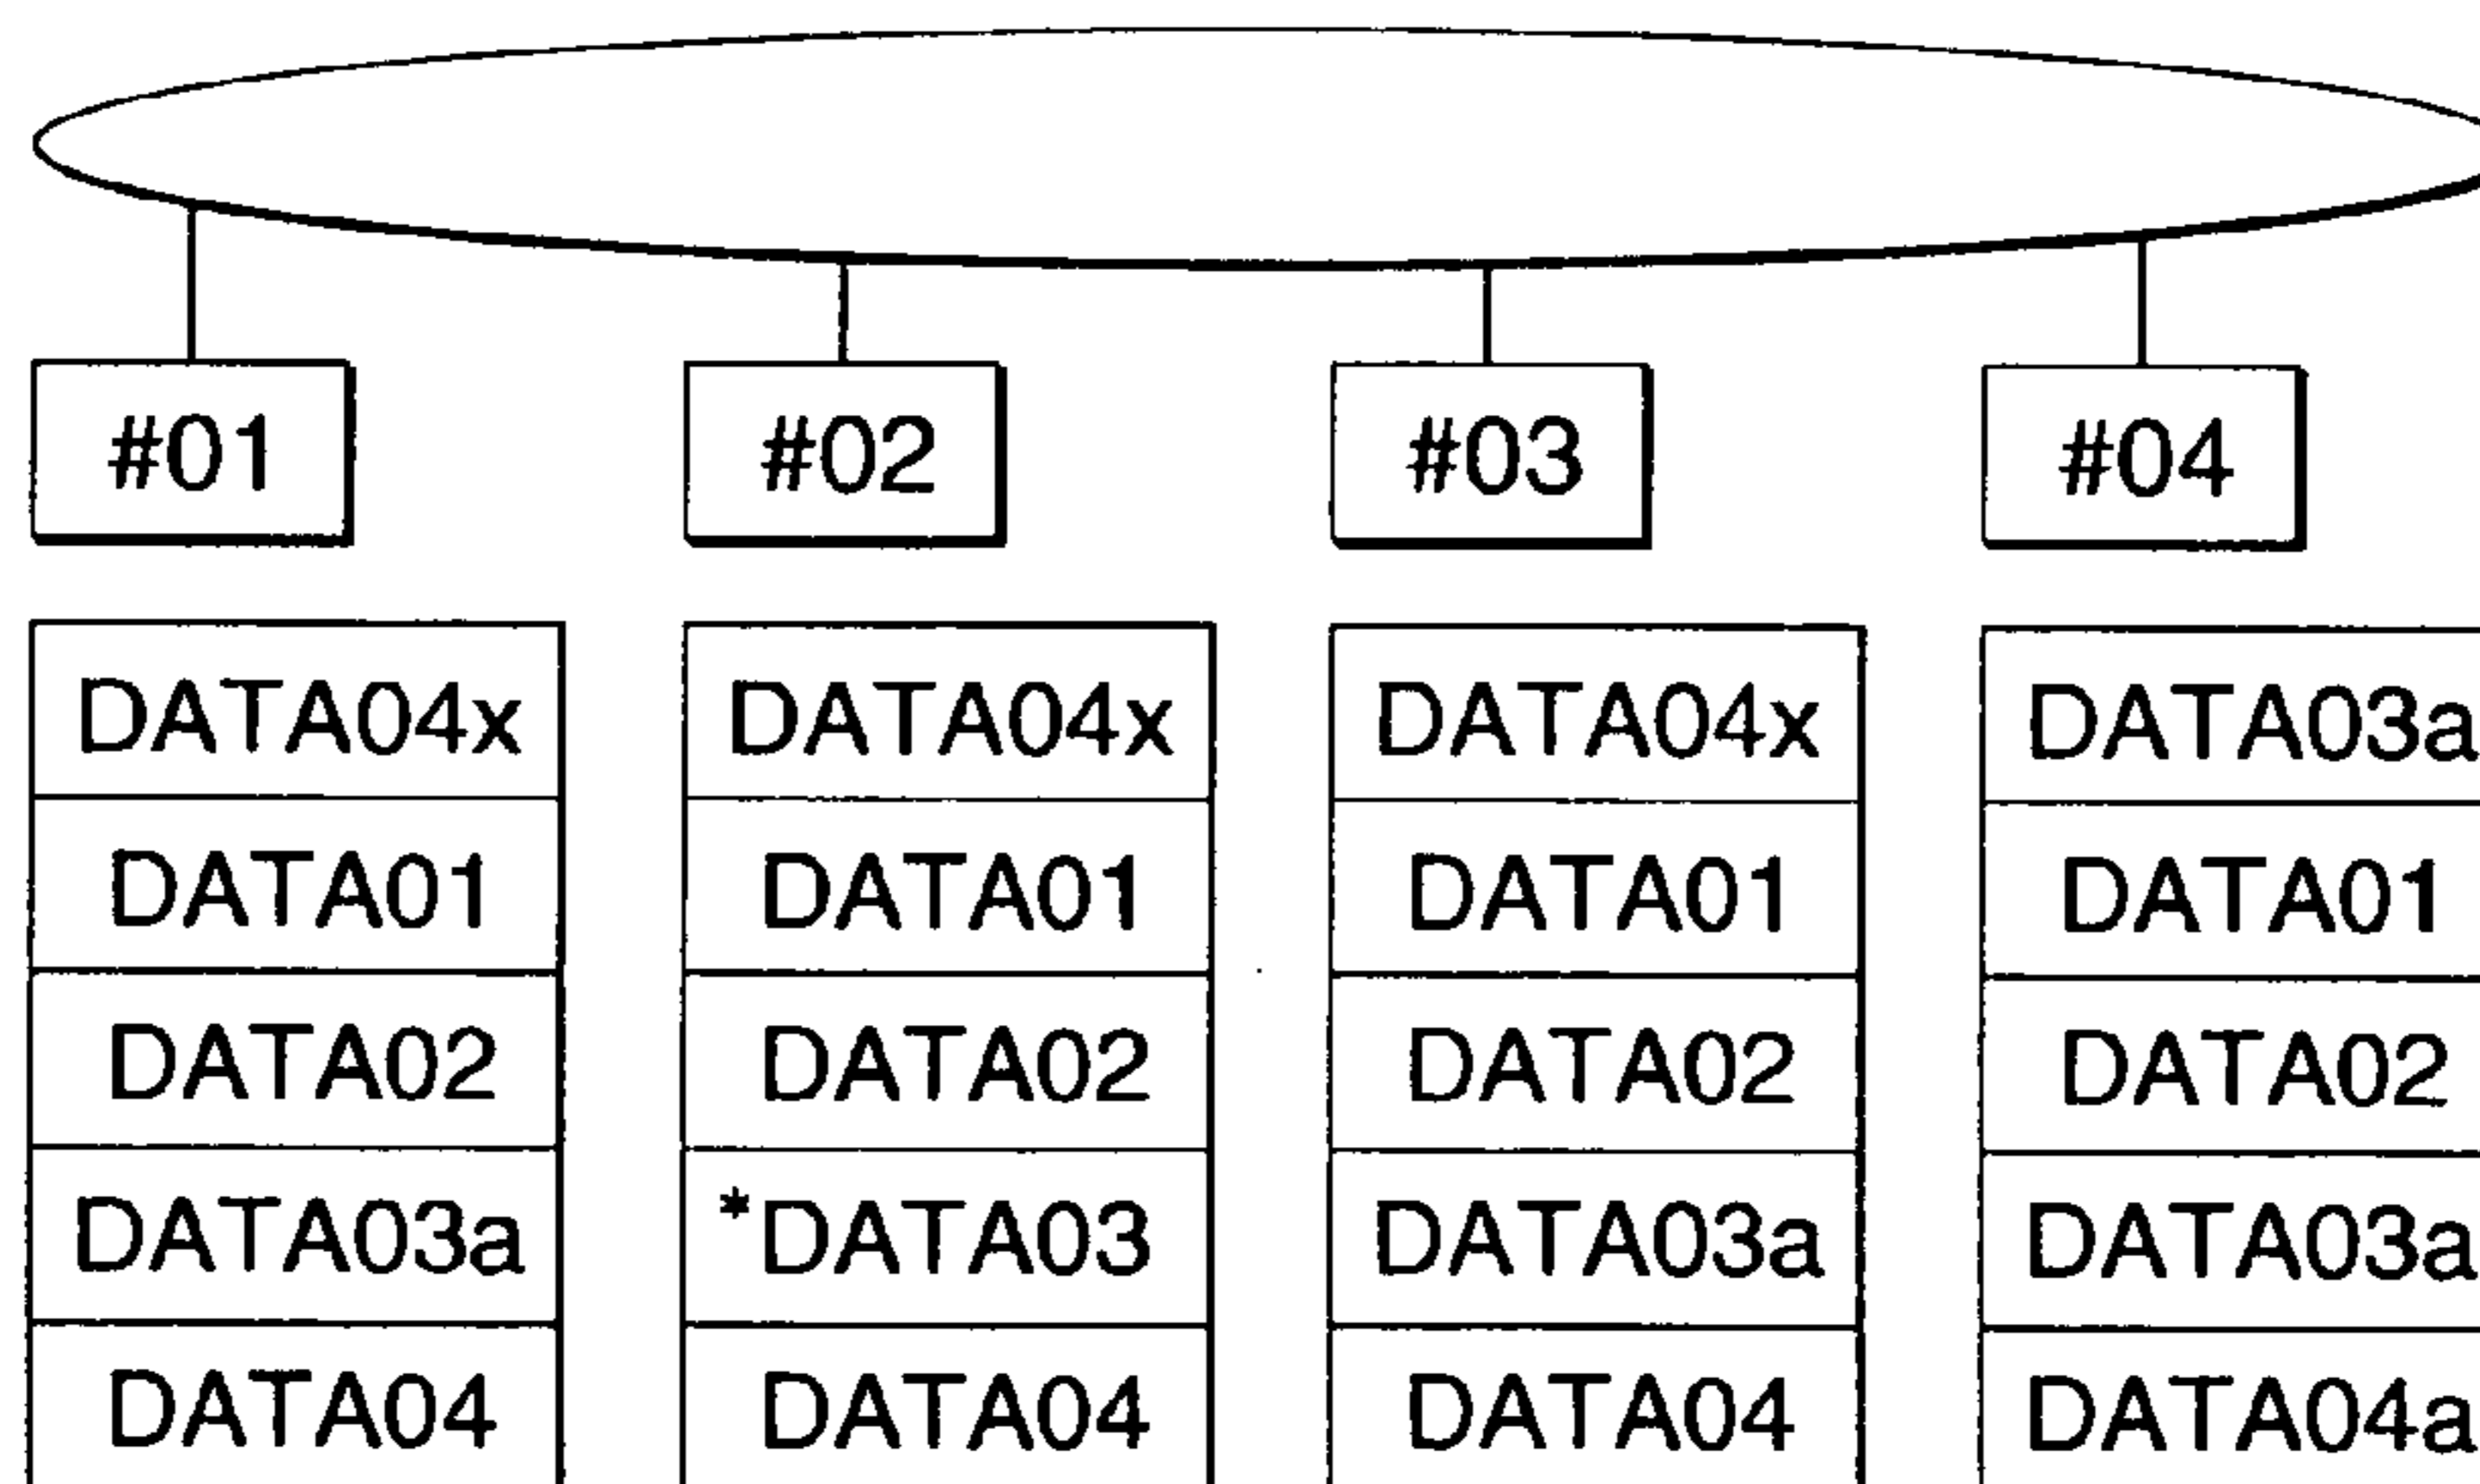 #01 #02 #03 #04
DATA04x DATA04x DATA04x DATA03a
DATA01 DATA01 DATA01 DATA01
DATA02 DATA02 DATA02 DATA02
DATA03a *DATA03 DATA03a DATA03a
DATA04 DATA04 DATA04 DATA04a